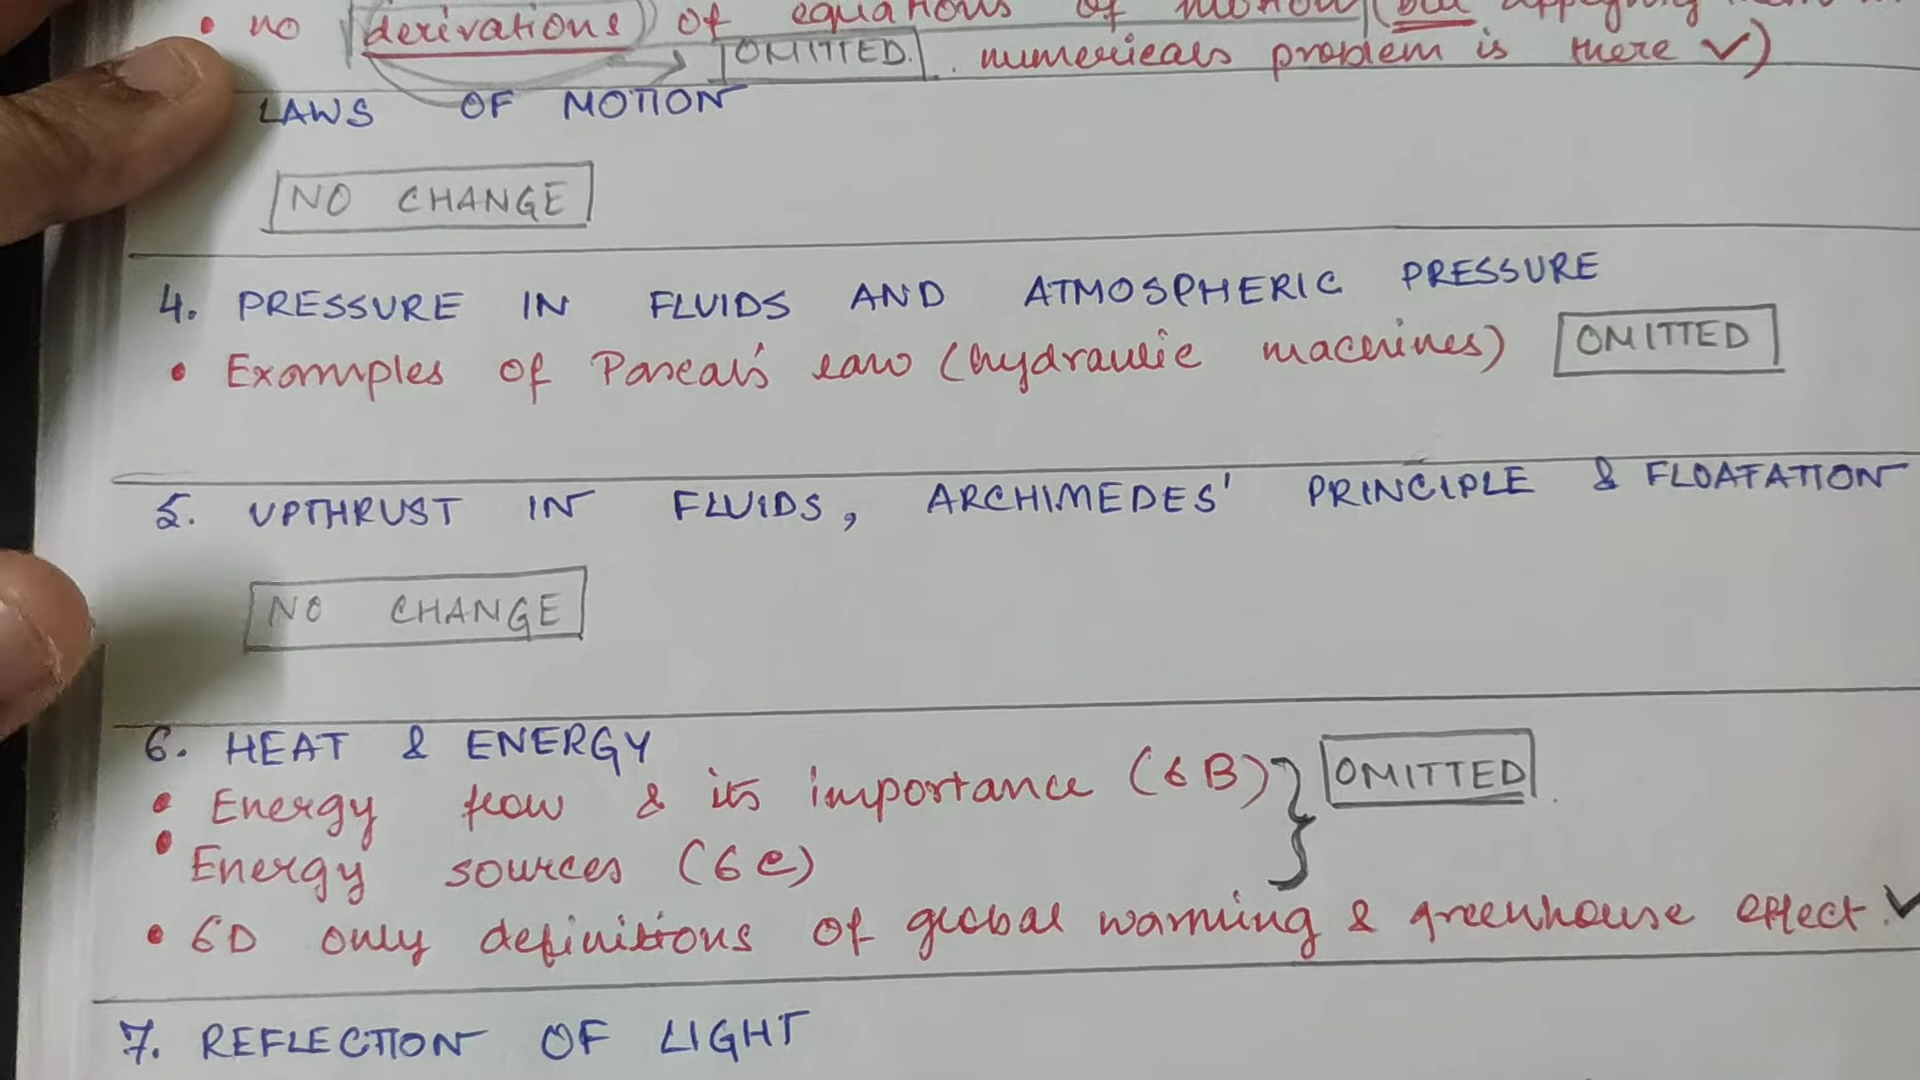 • no (derivations) of equations of motion (but applying them in
OMITTED. numericals problem is there ✓)
LAWS OF MOTION
NO CHANGE
4. PRESSURE IN FLUIDS AND ATMOSPHERIC PRESSURE
• Examples of Pascal's law (hydraulic machines) OMITTED
5. UPTHRUST IN FLUIDS, ARCHIMEDES' PRINCIPLE & FLOATATION
NO CHANGE
6. HEAT & ENERGY
• Energy flow & its importance (6B) } OMITTED
• Energy sources (6C)
• 6D only definitions of global warming & greenhouse effect. ✓
7. REFLECTION OF LIGHT